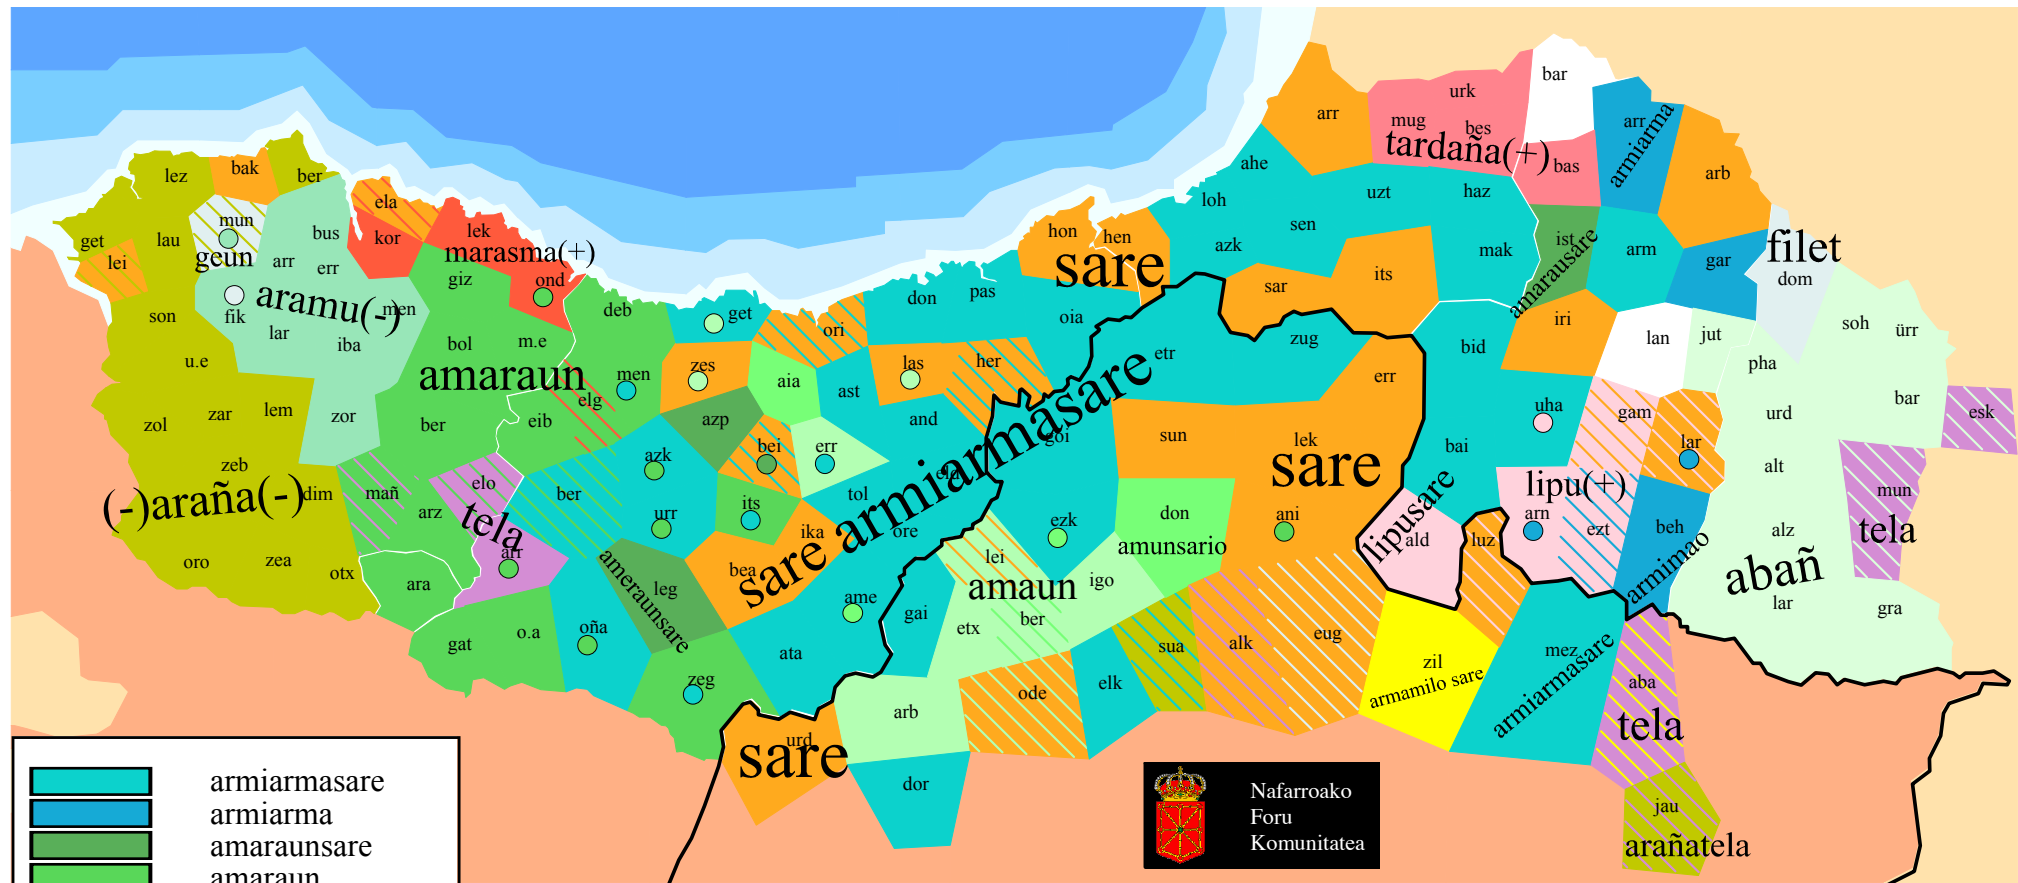 lez
bak
ber
mun
get
lau
lei
geun
ela
kor
lek
marasma(+)
bus
arr
err
giz
ond
aramu(-)
men
fik
lar
iba
son
u.e
bol
m.e
deb
amaraun
zol
zar
lem
zor
ber
zeb
dim
(-)araña(-)
oro
zea
otx
mañ
arz
elo
tela
arr
ara
gat
o.a
eib
elg
men
get
zes
ori
aia
azp
ast
las
her
don
pas
oia
hon
hen
sare
and
bei
err
azk
ber
urr
its
tol
eld
ika
ore
bea
sare
armiarmasare
leg
ameraunsare
oña
zeg
ata
ame
gai
urd
sare
etr
zug
err
goi
sun
lek
sare
ezk
don
amunsario
ani
lei
amaun
igo
etx
ber
arb
dor
ode
elk
sua
alk
eug
zil
armamilo sare
mez
armiarmasare
aba
tela
jau
arañatela
arr
urk
mug
bes
tardaña(+)
bar
bas
arr
armiarma
arb
ahe
loh
uzt
haz
sen
azk
mak
its
sar
ist
amarausare
arm
gar
filet
dom
iri
lan
jut
bid
soh
ürr
pha
uha
gam
lar
urd
bar
esk
bai
lipusare
lipu(+)
ald
luz
arn
ezt
beh
armimao
alt
mun
tela
alz
abañ
lar
gra
armiarmasare
armiarma
amaraunsare
amaraun
Nafarroako
Foru
Komunitatea